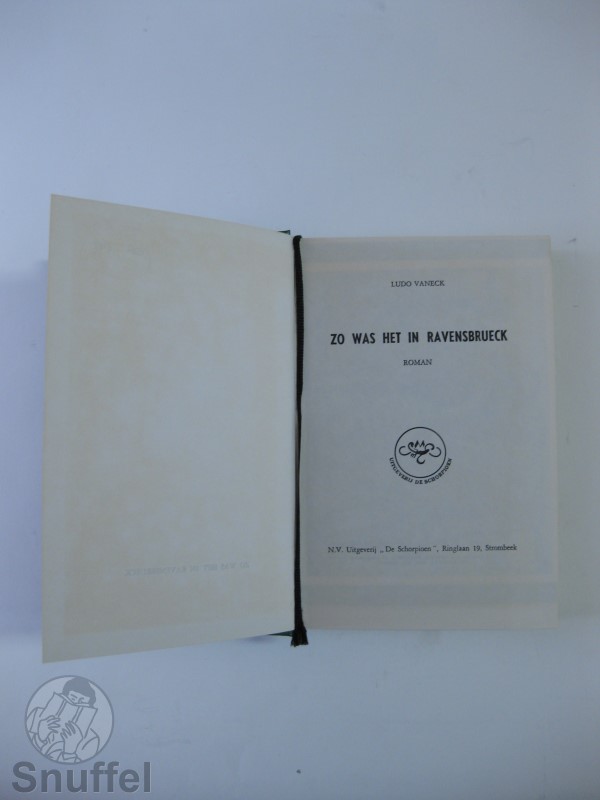 LUDO VANECK
ZO WAS HET IN RAVENSBRUECK
ROMAN
UITGEVERIJ DE SCHORPIOEN
N.V. Uitgeverij „De Schorpioen", Ringlaan 10, Strombeek
Snuffel